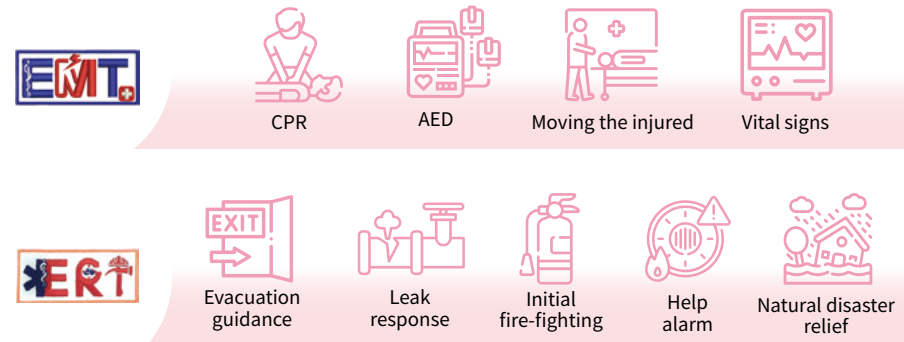 EMT
CPR
AED
Moving the injured
Vital signs
EXIT
ERT
Evacuation
guidance
Leak
response
Initial
fire-fighting
Help
alarm
Natural disaster
relief